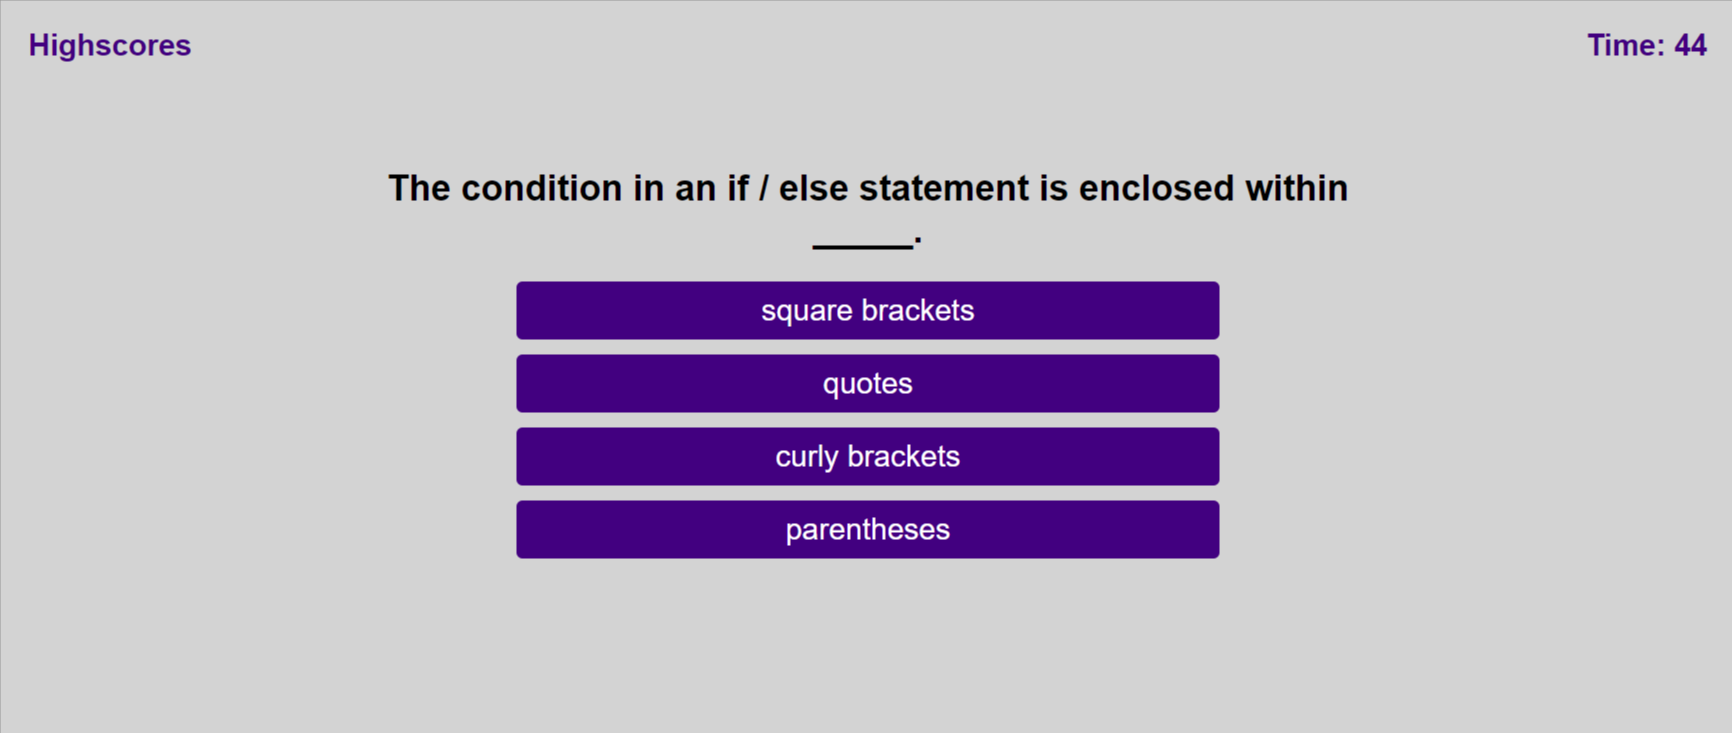 Highscores
Time: 44
The condition in an if / else statement is enclosed within
_____.
square brackets
quotes
curly brackets
parentheses